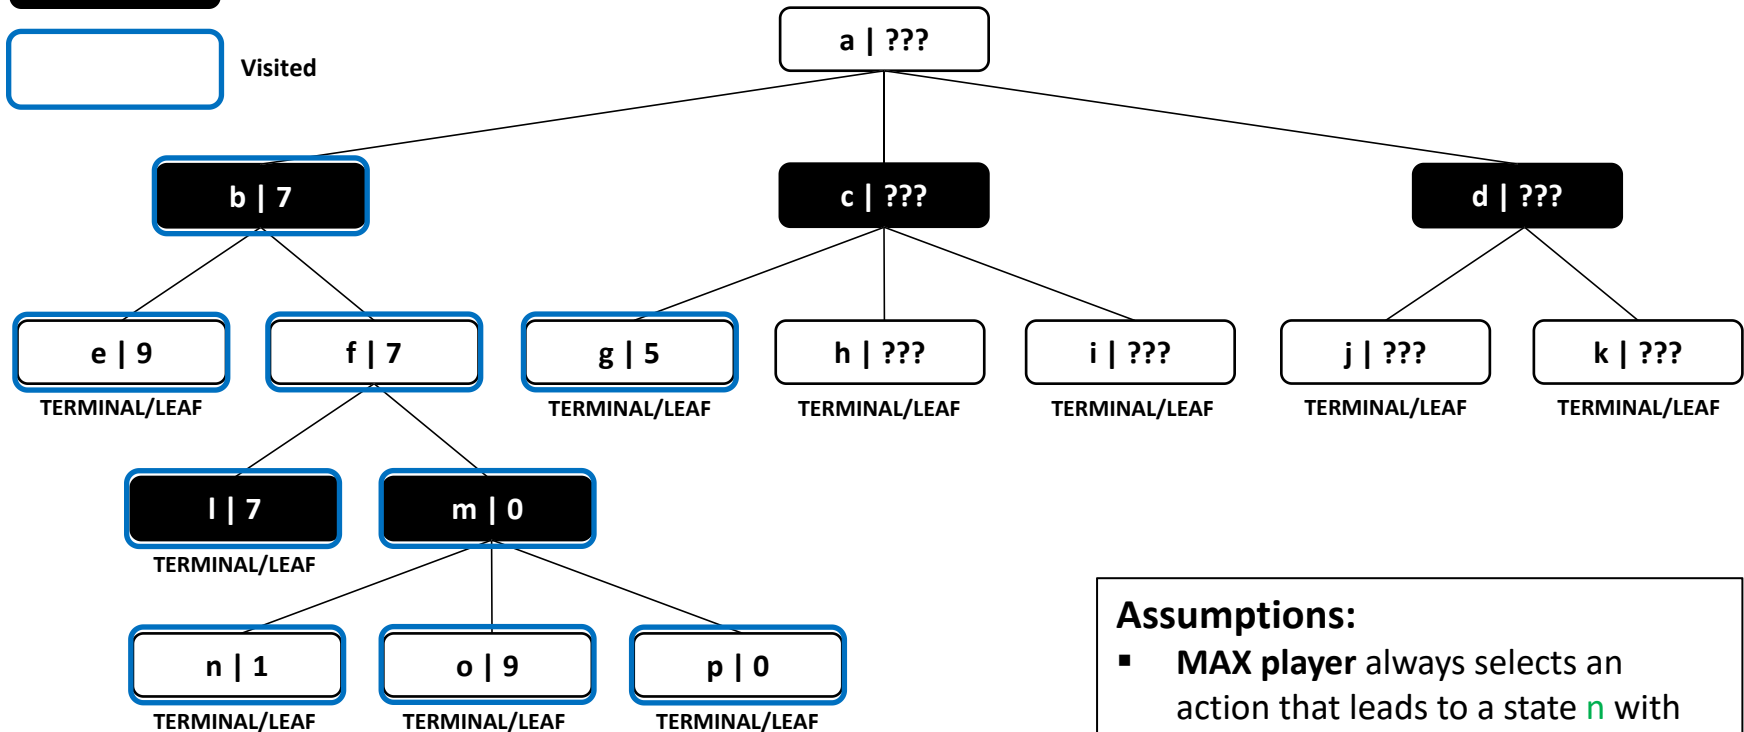 a | ???
Visited
b | 7
c | ???
d | ???
e | 9
f | 7
g | 5
h | ???
i | ???
j | ???
k | ???
TERMINAL/LEAF
TERMINAL/LEAF
TERMINAL/LEAF
TERMINAL/LEAF
TERMINAL/LEAF
TERMINAL/LEAF
l | 7
m | 0
TERMINAL/LEAF
n | 1
o | 9
p | 0
TERMINAL/LEAF
TERMINAL/LEAF
TERMINAL/LEAF
Assumptions:
▪ MAX player always selects an
action that leads to a state n with